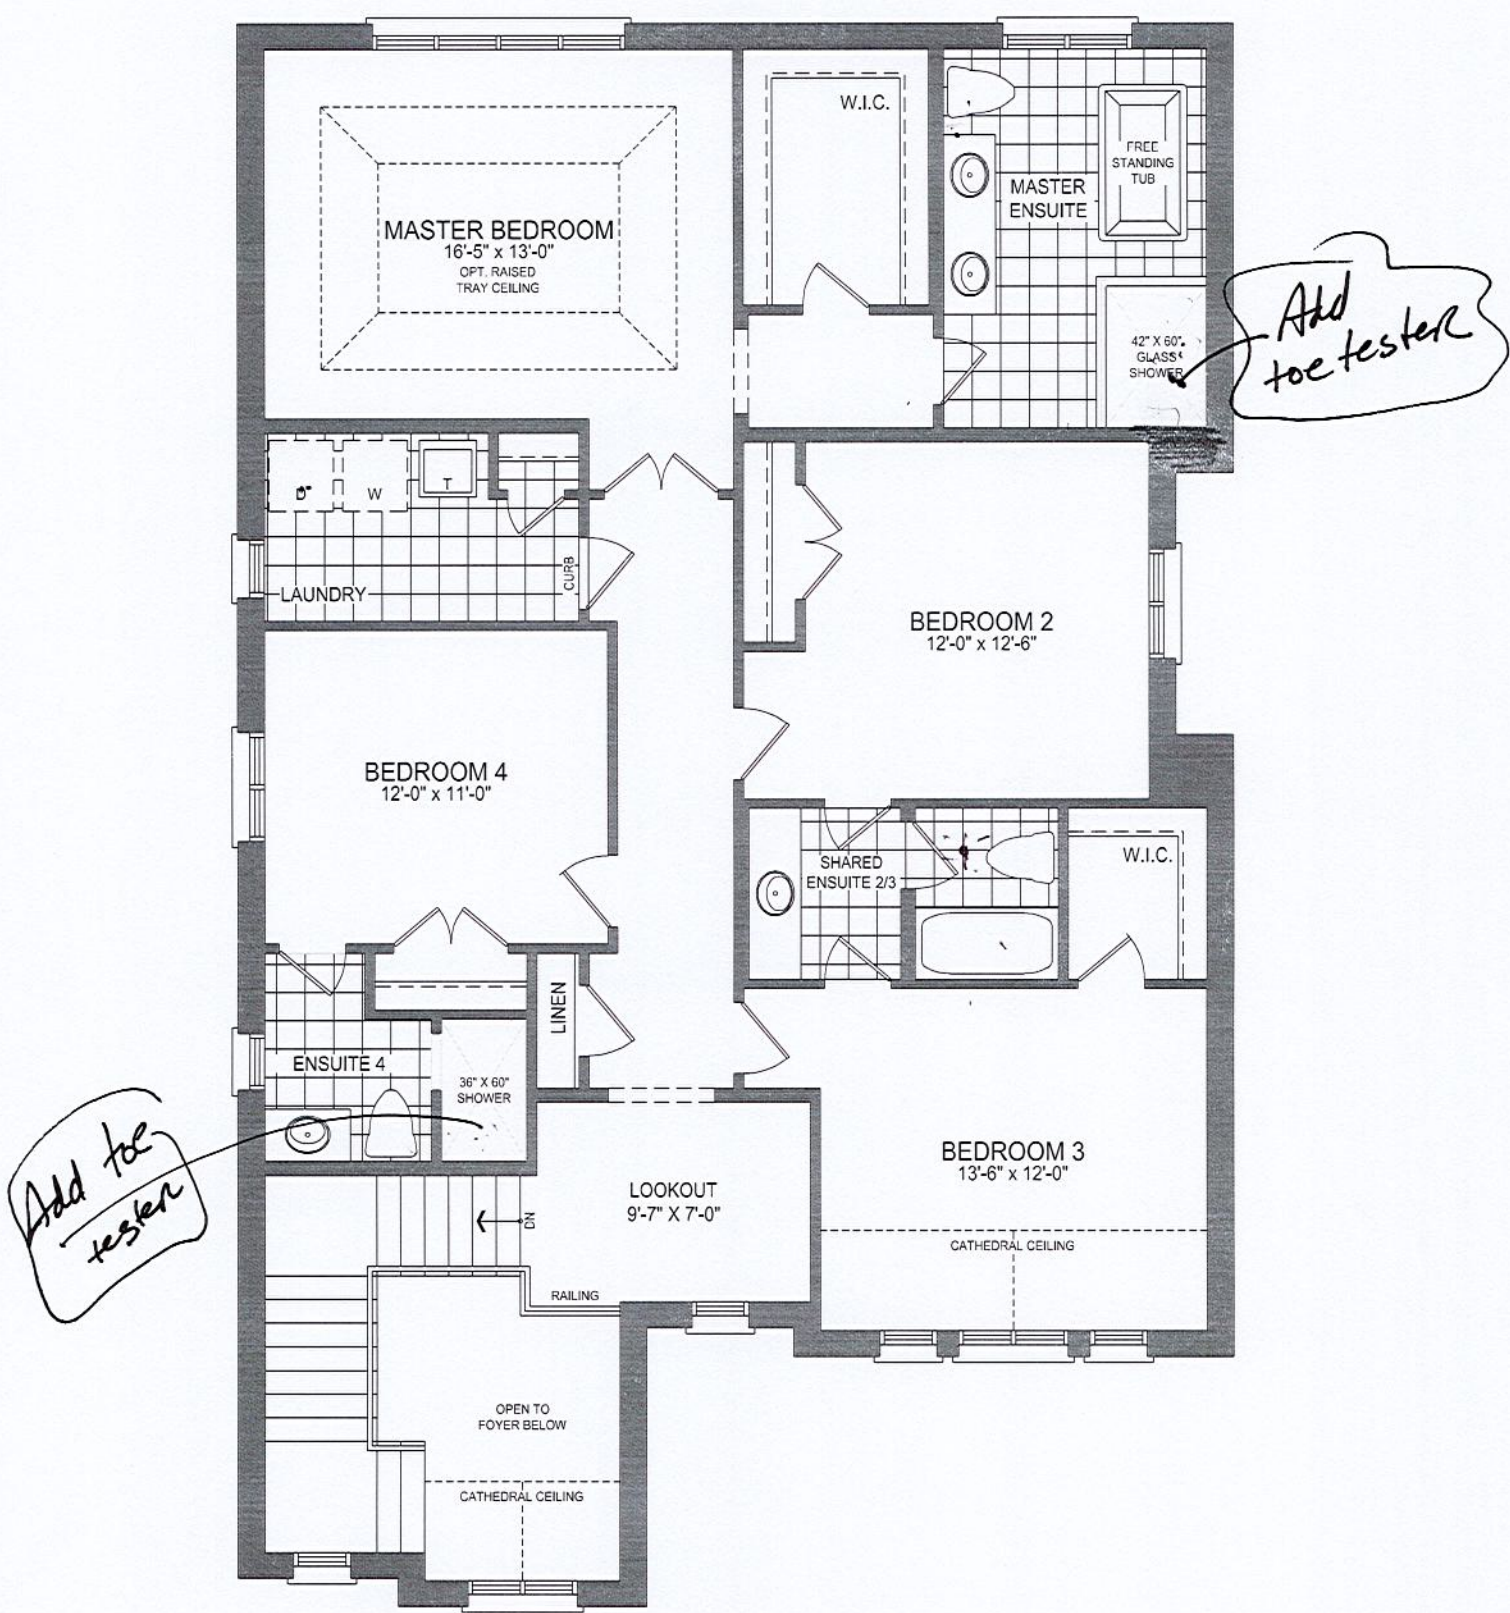 W.I.C.
FREE
STANDING
TUB
MASTER
ENSUITE
MASTER BEDROOM
16'-5" x 13'-0"
OPT. RAISED
TRAY CEILING
Add
toe tester
42" X 60"
GLASS
SHOWER
D
W
T
CURB
LAUNDRY
BEDROOM 2
12'-0" x 12'-6"
BEDROOM 4
12'-0" x 11'-0"
SHARED
ENSUITE 2/3
W.I.C.
LINEN
ENSUITE 4
36" X 60"
SHOWER
Add toe
tester
BEDROOM 3
13'-6" x 12'-0"
LOOKOUT
9'-7" X 7'-0"
DN
CATHEDRAL CEILING
RAILING
OPEN TO
FOYER BELOW
CATHEDRAL CEILING